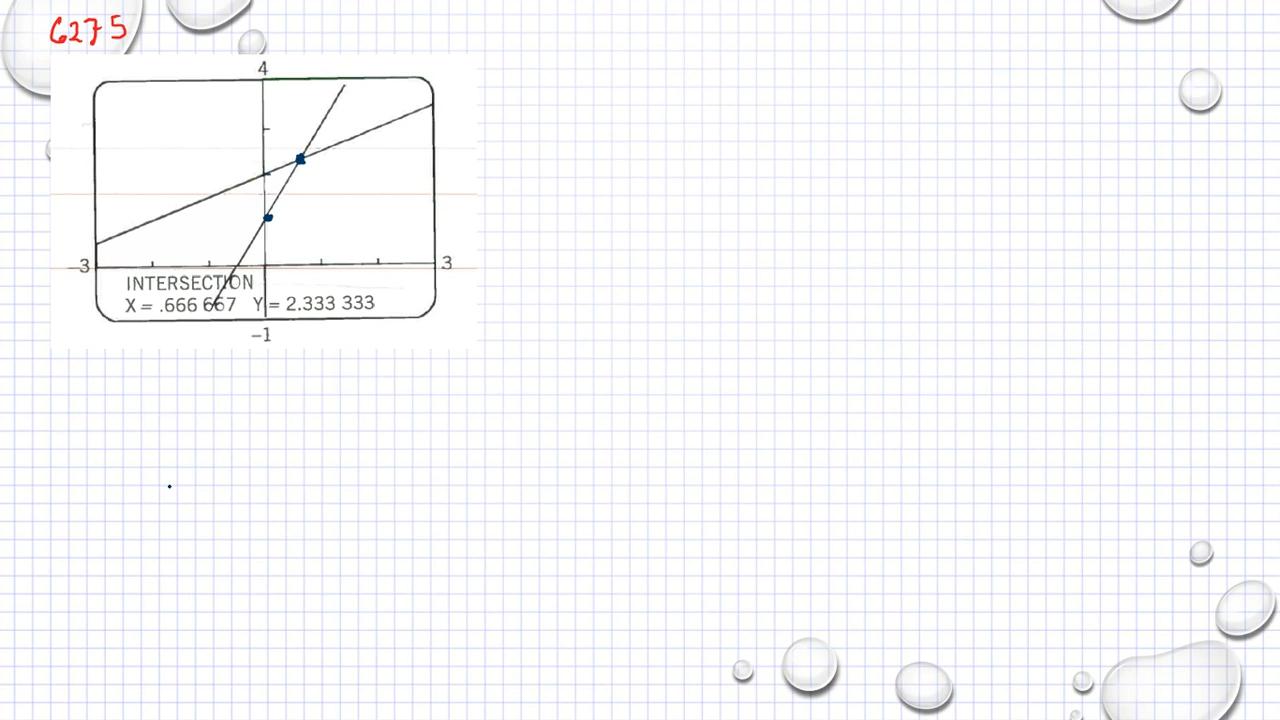 6275
4
-3
3
INTERSECTION
X = .666 667 Y = 2.333 333
-1